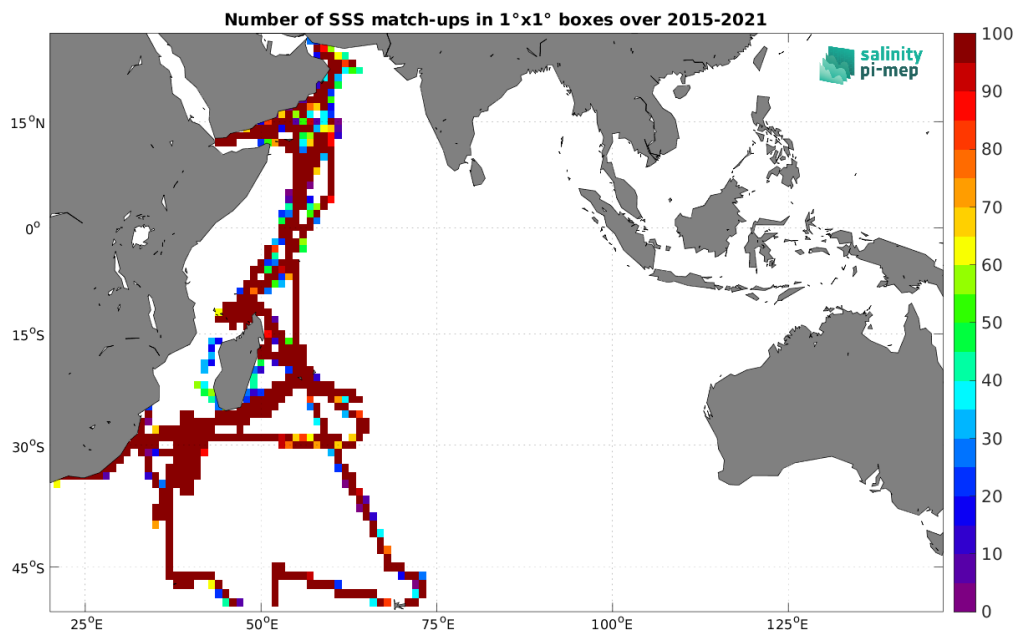 Number of SSS match-ups in 1°x1° boxes over 2015-2021
salinity
pi-mep
100
90
80
70
60
50
40
30
20
10
0
15°N
0°
15°S
30°S
45°S
25°E
50°E
75°E
100°E
125°E